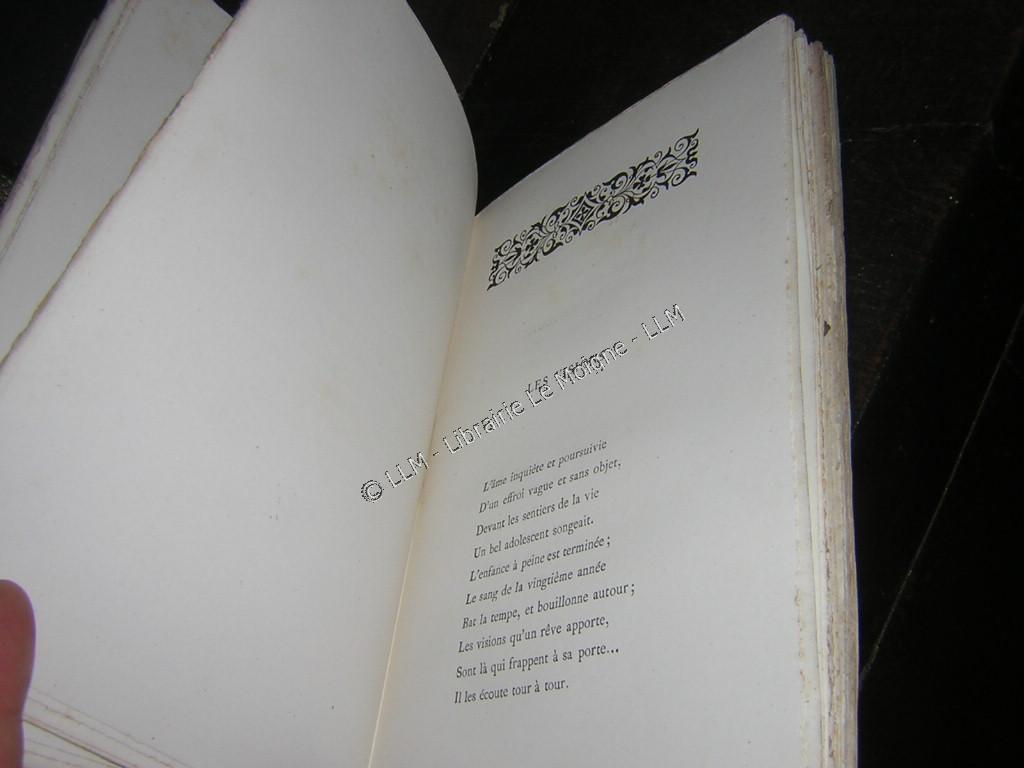 LES
© LLM - Librairie Le Moigne - LLM
L'âme inquiète et poursuivie
D'un effroi vague et sans objet,
Devant les sentiers de la vie
Un bel adolescent songeait.
L'enfance à peine est terminée ;
Le sang de la vingtième année
Bat la tempe, et bouillonne autour ;
Les visions qu'un rêve apporte,
Sont là qui frappent à sa porte...
Il les écoute tour à tour.